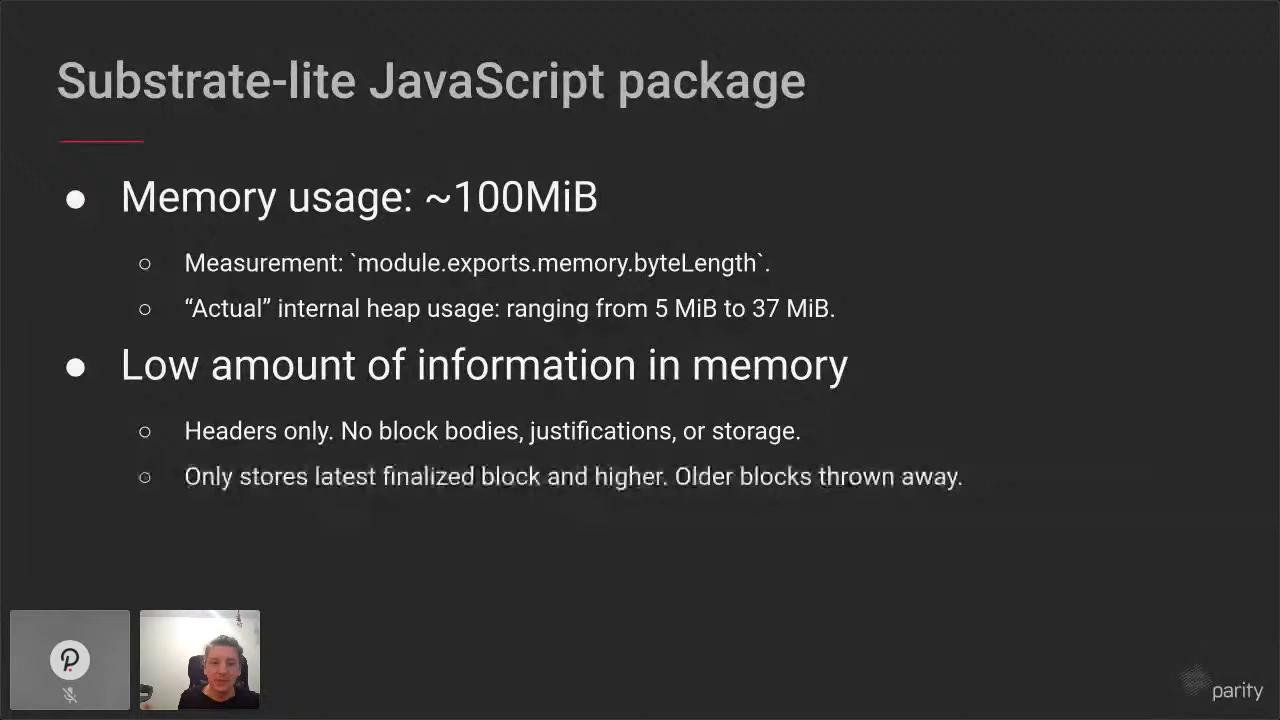 Substrate-lite JavaScript package
● Memory usage: ~100MiB
○ Measurement: `module.exports.memory.byteLength`.
○ “Actual” internal heap usage: ranging from 5 MiB to 37 MiB.
● Low amount of information in memory
○ Headers only. No block bodies, justifications, or storage.
○ Only stores latest finalized block and higher. Older blocks thrown away.
parity